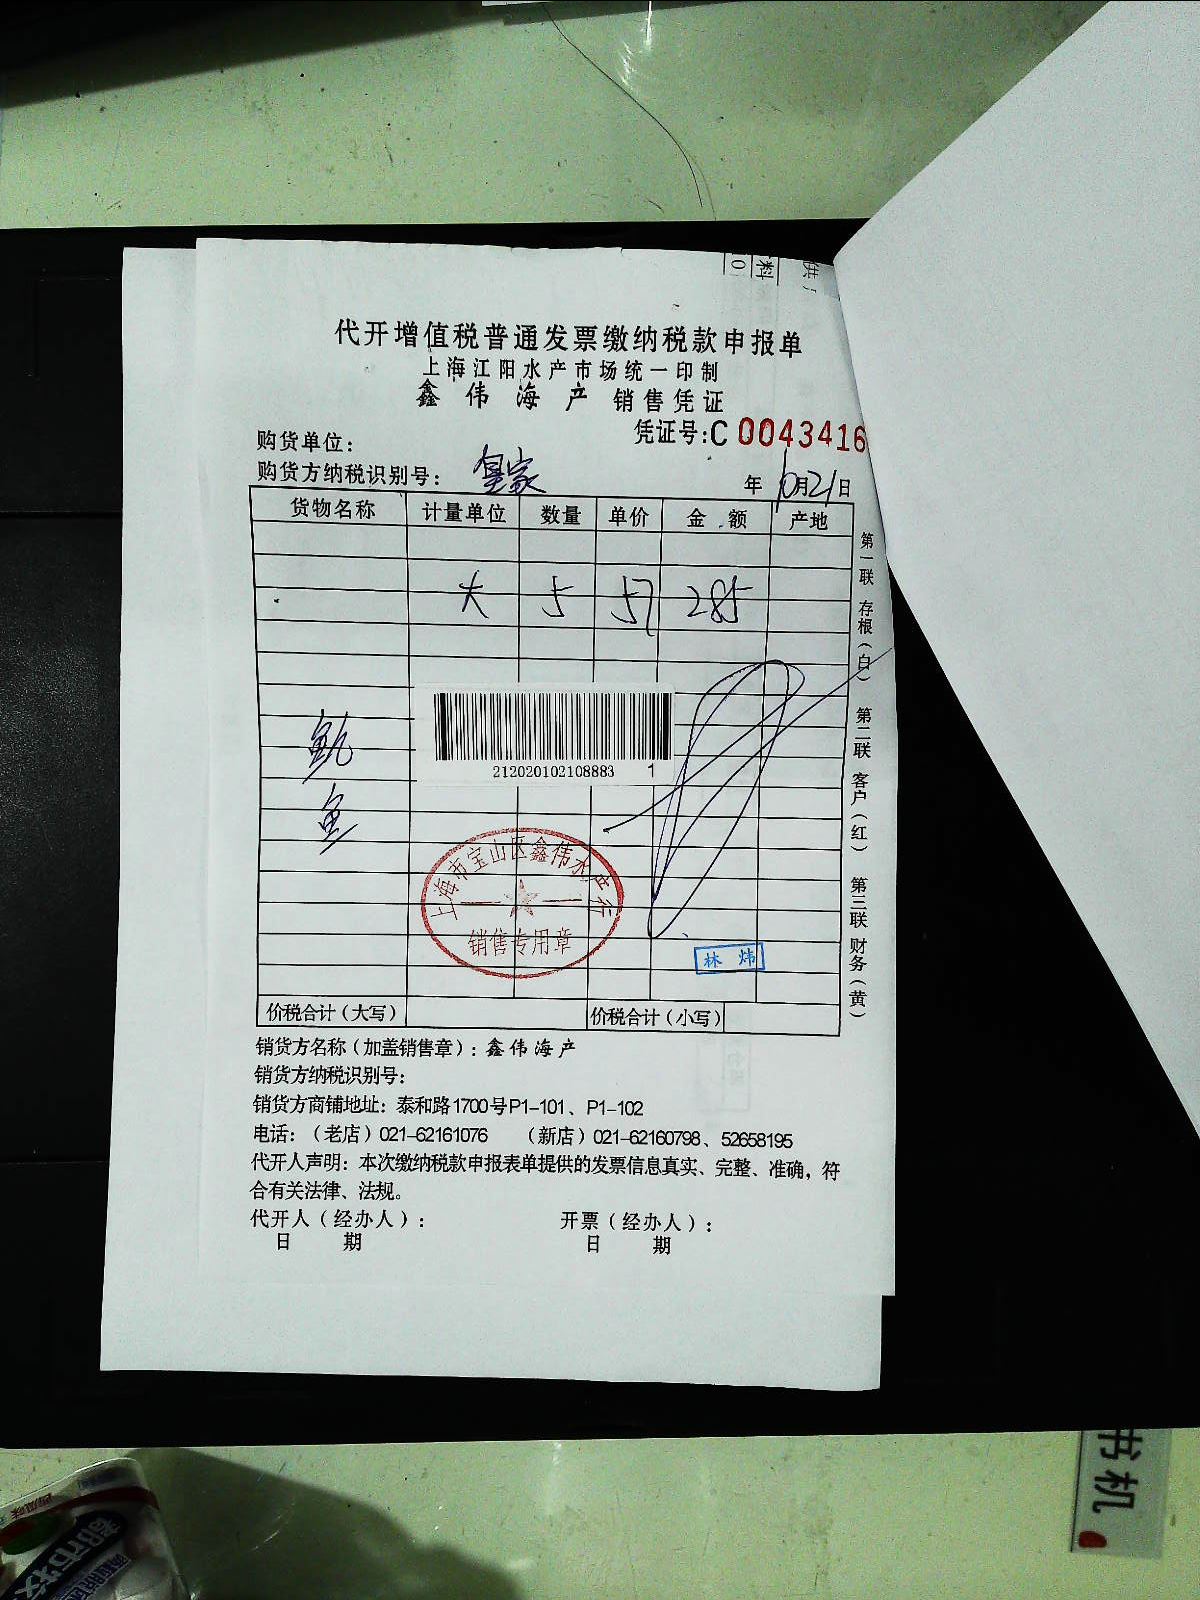 代开增值税普通发票缴纳税款申报单
上海江阳水产市场统一印制
鑫伟海产 销售凭证
凭证号:C 0043416
购货单位:
购货方纳税识别号: 皇家
年 10月21日
货物名称 计量单位 数量 单价 金额 产地
大 5 57 285
鱼
212020102108883 1
上海市宝山区鑫伟水产行
销售专用章
林炜
价税合计(大写) 价税合计(小写)
第一联 存根(白) 第二联 客户(红) 第三联 财务(黄)
销货方名称(加盖销售章): 鑫伟海产
销货方纳税识别号:
销货方商铺地址: 泰和路1700号P1-101、P1-102
电话: (老店)021-62161076 (新店)021-62160798、52658195
代开人声明: 本次缴纳税款申报表单提供的发票信息真实、完整、准确,符
合有关法律、法规。
代开人(经办人): 开票(经办人):
日 期 日 期
书机